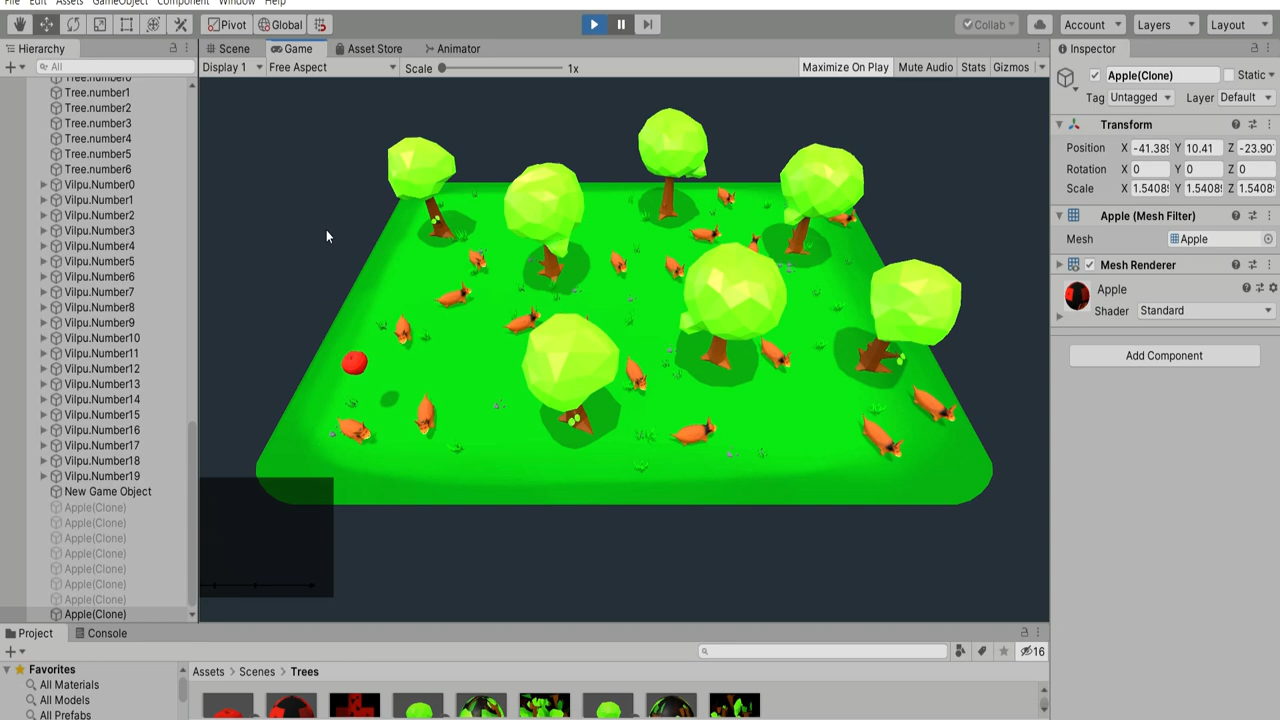 File Edit Assets GameObject Component Window Help
Pivot Global Collab Account Layers Layout
Hierarchy Scene Game Asset Store Animator Inspector
All Display 1 Free Aspect Scale 1x Maximize On Play Mute Audio Stats Gizmos Apple(Clone) Static
Tree.number0
Tree.number1
Tree.number2
Tree.number3
Tree.number4
Tree.number5
Tree.number6
Vilpu.Number0
Vilpu.Number1
Vilpu.Number2
Vilpu.Number3
Vilpu.Number4
Vilpu.Number5
Vilpu.Number6
Vilpu.Number7
Vilpu.Number8
Vilpu.Number9
Vilpu.Number10
Vilpu.Number11
Vilpu.Number12
Vilpu.Number13
Vilpu.Number14
Vilpu.Number15
Vilpu.Number16
Vilpu.Number17
Vilpu.Number18
Vilpu.Number19
New Game Object
Apple(Clone)
Apple(Clone)
Apple(Clone)
Apple(Clone)
Apple(Clone)
Apple(Clone)
Apple(Clone)
Apple(Clone)
Tag Untagged Layer Default
Transform
Position X -41.389 Y 10.41 Z -23.90
Rotation X 0 Y 0 Z 0
Scale X 1.5408 Y 1.5408 Z 1.5408
Apple (Mesh Filter)
Mesh Apple
Mesh Renderer
Apple
Shader Standard
Add Component
Project Console
16
Favorites
All Materials
All Models
All Prefabs
Assets > Scenes > Trees